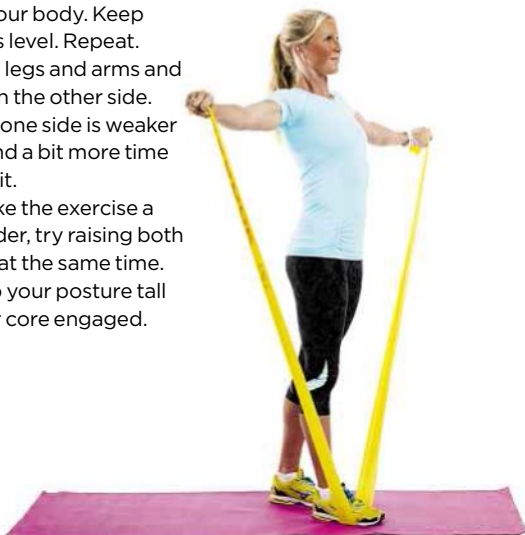 our body. Keep
s level. Repeat.
legs and arms and
n the other side.
one side is weaker
nd a bit more time
it.
ke the exercise a
der, try raising both
at the same time.
your posture tall
r core engaged.